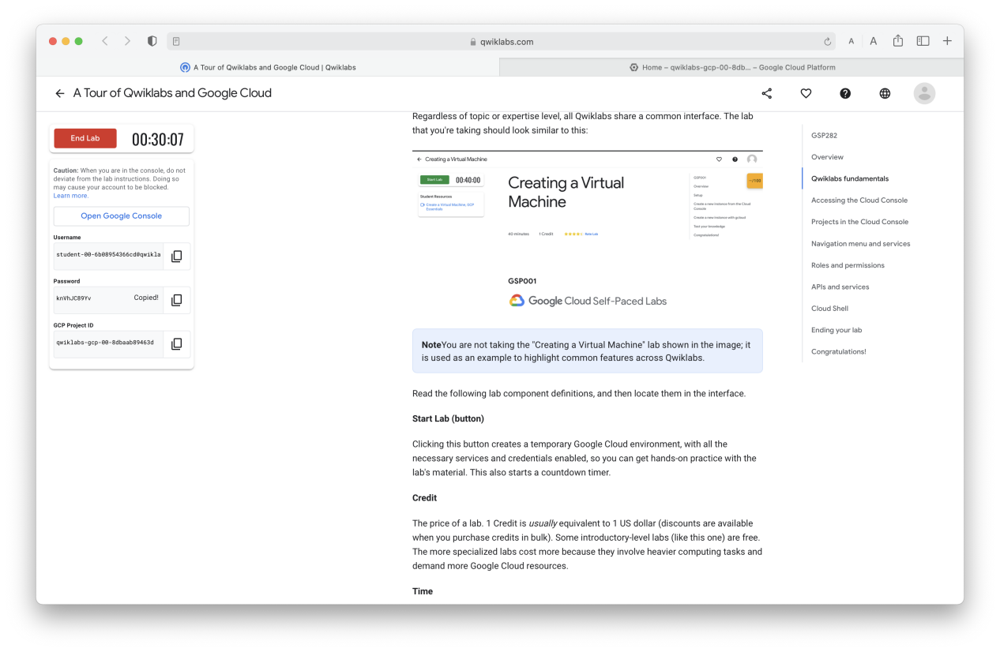 qwiklabs.com
A
A
A Tour of Qwiklabs and Google Cloud | Qwiklabs
Home – qwiklabs-gcp-00-8db... – Google Cloud Platform
A Tour of Qwiklabs and Google Cloud
End Lab
00:30:07
Caution: When you are in the console, do not
deviate from the lab instructions. Doing so
may cause your account to be blocked.
Learn more.
Open Google Console
Username
student-00-6b08954366cd@qwikla
Password
knVhJC89Yv
Copied!
GCP Project ID
qwiklabs-gcp-00-8dbaab89463d
Regardless of topic or expertise level, all Qwiklabs share a common interface. The lab
that you're taking should look similar to this:
Creating a Virtual Machine
Start Lab
00:40:00
Student Resources
Create a Virtual Machine, GCP
Essentials
Creating a Virtual
Machine
40 minutes
1 Credit
Rate Lab
GSP001
Overview
Setup
Create a new instance from the Cloud
Console
Create a new instance with gcloud
Test your knowledge
Congratulations!
--/100
GSP001
Google Cloud Self-Paced Labs
NoteYou are not taking the "Creating a Virtual Machine" lab shown in the image; it
is used as an example to highlight common features across Qwiklabs.
Read the following lab component definitions, and then locate them in the interface.
Start Lab (button)
Clicking this button creates a temporary Google Cloud environment, with all the
necessary services and credentials enabled, so you can get hands-on practice with the
lab's material. This also starts a countdown timer.
Credit
The price of a lab. 1 Credit is usually equivalent to 1 US dollar (discounts are available
when you purchase credits in bulk). Some introductory-level labs (like this one) are free.
The more specialized labs cost more because they involve heavier computing tasks and
demand more Google Cloud resources.
Time
GSP282
Overview
Qwiklabs fundamentals
Accessing the Cloud Console
Projects in the Cloud Console
Navigation menu and services
Roles and permissions
APIs and services
Cloud Shell
Ending your lab
Congratulations!